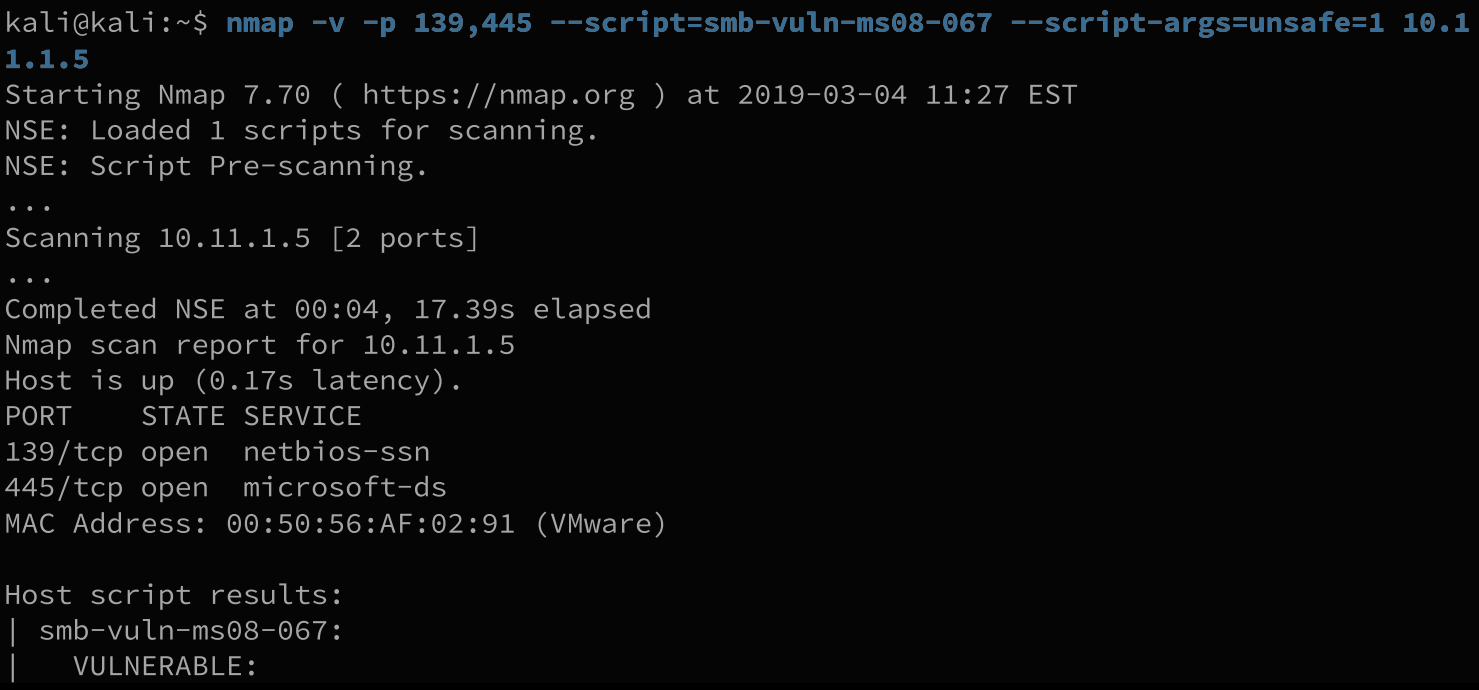 kali@kali:~$ nmap -v -p 139,445 --script=smb-vuln-ms08-067 --script-args=unsafe=1 10.1
1.1.5
Starting Nmap 7.70 ( https://nmap.org ) at 2019-03-04 11:27 EST
NSE: Loaded 1 scripts for scanning.
NSE: Script Pre-scanning.
...
Scanning 10.11.1.5 [2 ports]
...
Completed NSE at 00:04, 17.39s elapsed
Nmap scan report for 10.11.1.5
Host is up (0.17s latency).
PORT    STATE SERVICE
139/tcp open  netbios-ssn
445/tcp open  microsoft-ds
MAC Address: 00:50:56:AF:02:91 (VMware)

Host script results:
| smb-vuln-ms08-067:
|   VULNERABLE: